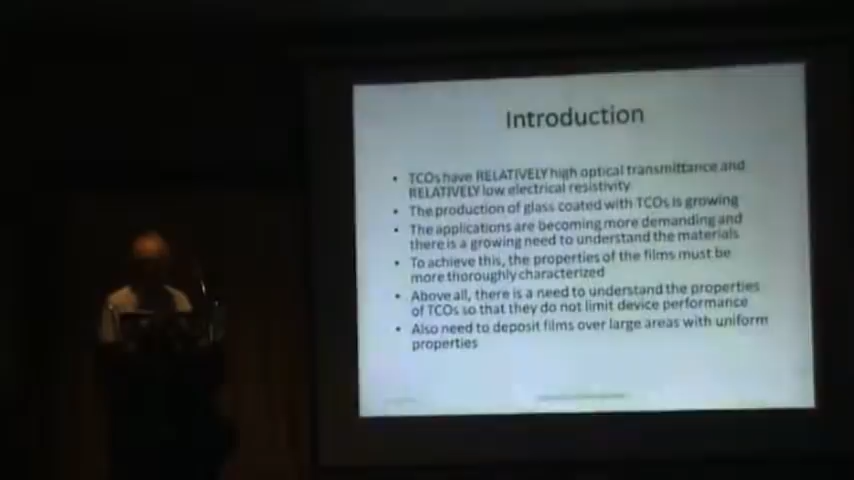 Introduction
• TCOs have RELATIVELY high optical transmittance and
RELATIVELY low electrical resistivity
• The production of glass coated with TCOs is growing
• The applications are becoming more demanding and
there is a growing need to understand the materials
• To achieve this, the properties of the films must be
more thoroughly characterized
• Above all, there is a need to understand the properties
of TCOs so that they do not limit device performance
• Also need to deposit films over large areas with uniform
properties